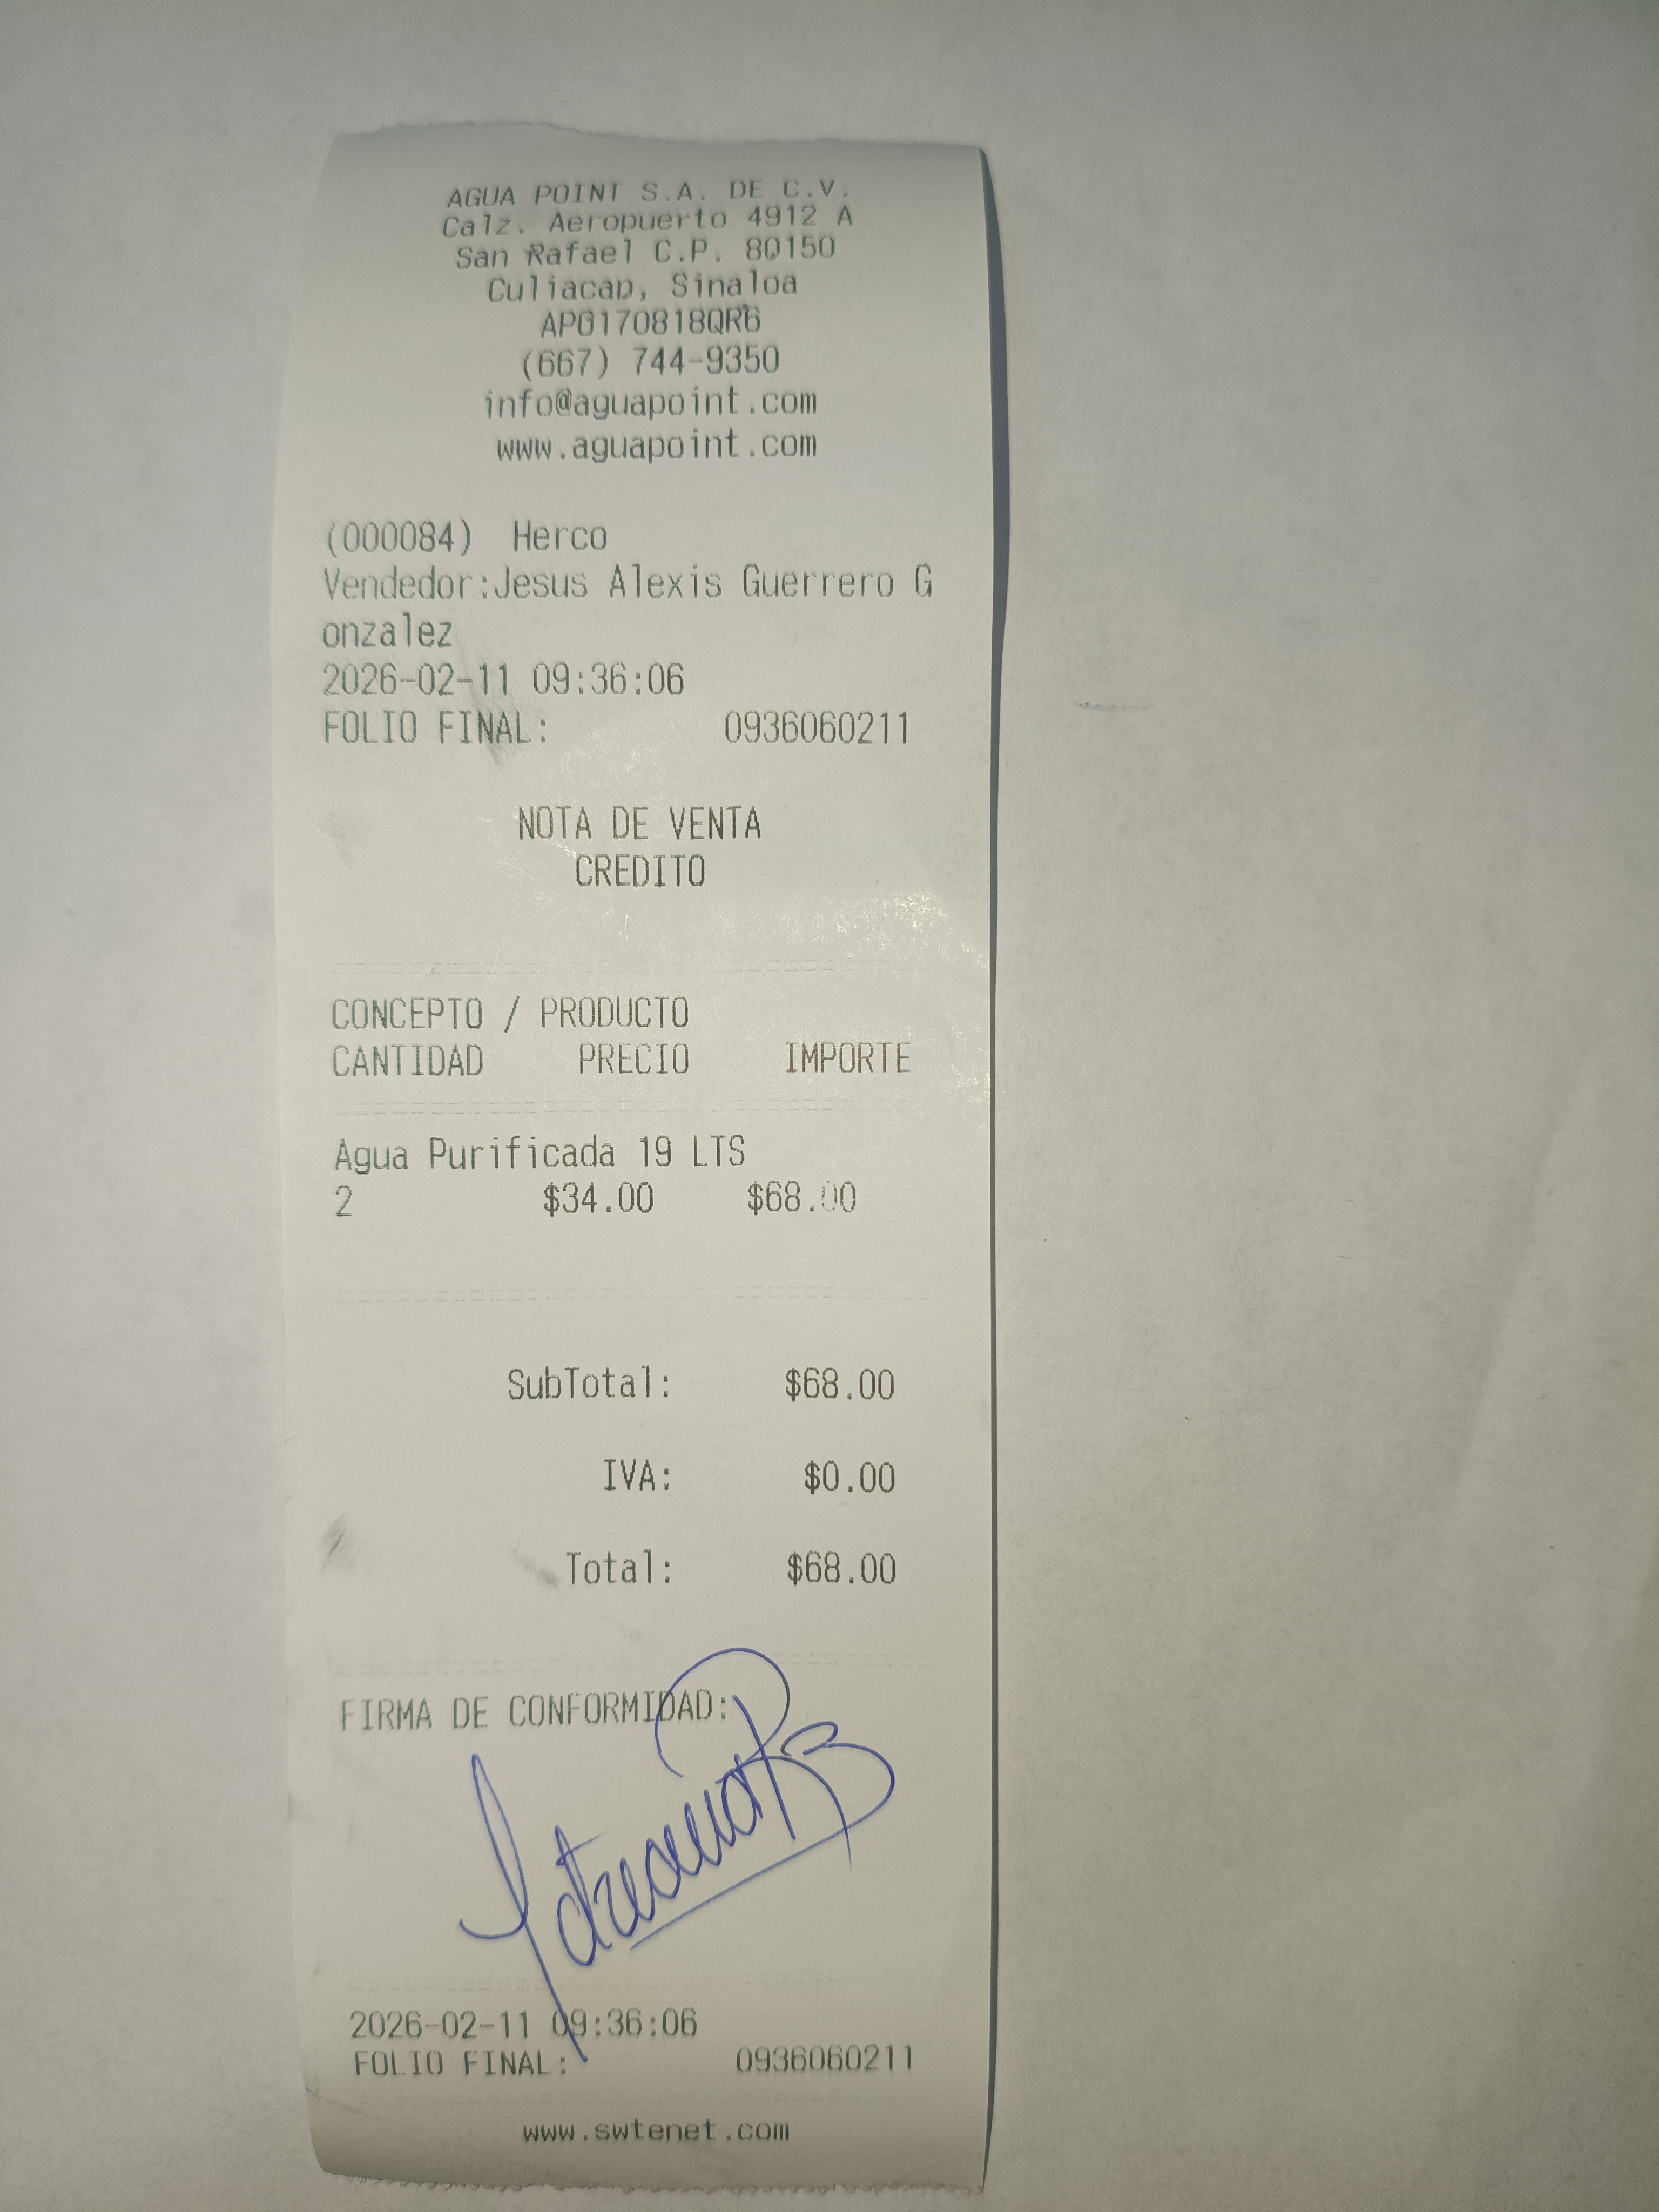 AGUA POINT S.A. DE C.V.
Calz. Aeropuerto 4912 A
San Rafael C.P. 80150
Culiacan, Sinaloa
APO170818QR6
(667) 744-9350
info@aguapoint.com
www.aguapoint.com
(000084) Herco
Vendedor:Jesus Alexis Guerrero G
onzalez
2026-02-11 09:36:06
FOLIO FINAL: 0936060211
NOTA DE VENTA
CREDITO
CONCEPTO / PRODUCTO
CANTIDAD PRECIO IMPORTE
Agua Purificada 19 LTS
2 $34.00 $68.00
SubTotal: $68.00
IVA: $0.00
Total: $68.00
FIRMA DE CONFORMIDAD:
2026-02-11 09:36:06
FOLIO FINAL: 0936060211
www.swtenet.com